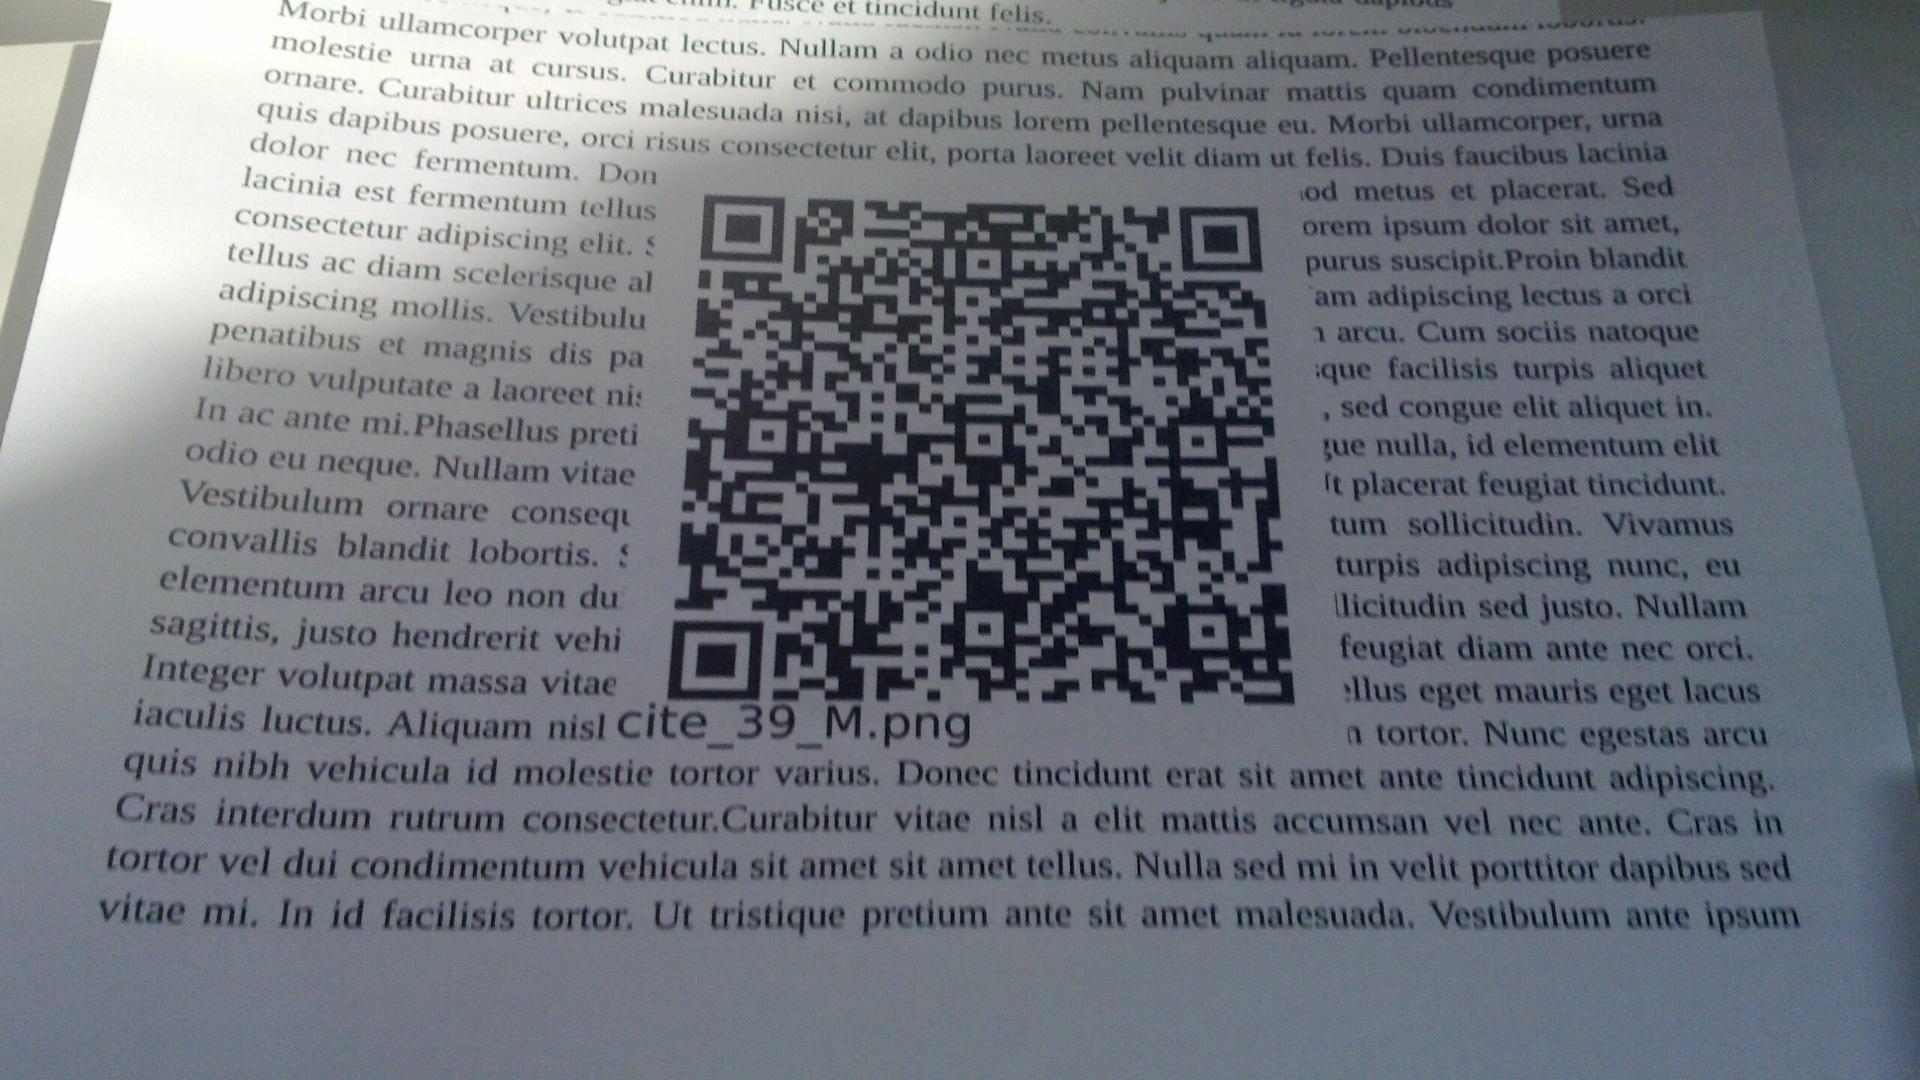 Fusce et tincidunt felis.
Morbi ullamcorper volutpat lectus. Nullam a odio nec metus aliquam aliquam. Pellentesque posuere
molestie urna at cursus. Curabitur et commodo purus. Nam pulvinar mattis quam condimentum
ornare. Curabitur ultrices malesuada nisi, at dapibus lorem pellentesque eu. Morbi ullamcorper, urna
quis dapibus posuere, orci risus consectetur elit, porta laoreet velit diam ut felis. Duis faucibus lacinia
dolor nec fermentum. Don od metus et placerat. Sed
lacinia est fermentum tellus orem ipsum dolor sit amet,
consectetur adipiscing elit. purus suscipit.Proin blandit
tellus ac diam scelerisque al am adipiscing lectus a orci
adipiscing mollis. Vestibulu arcu. Cum sociis natoque
penatibus et magnis dis pa que facilisis turpis aliquet
libero vulputate a laoreet , sed congue elit aliquet in.
In ac ante mi.Phasellus preti gue nulla, id elementum elit
odio eu neque. Nullam vitae t placerat feugiat tincidunt.
Vestibulum ornare consequ tum sollicitudin. Vivamus
convallis blandit lobortis. turpis adipiscing nunc, eu
elementum arcu leo non du licitudin sed justo. Nullam
sagittis, justo hendrerit vehi feugiat diam ante nec orci.
Integer volutpat massa vitae llus eget mauris eget lacus
iaculis luctus. Aliquam nisl cite_39_M.png tortor. Nunc egestas arcu
quis nibh vehicula id molestie tortor varius. Donec tincidunt erat sit amet ante tincidunt adipiscing.
Cras interdum rutrum consectetur.Curabitur vitae nisl a elit mattis accumsan vel nec ante. Cras in
tortor vel dui condimentum vehicula sit amet sit amet tellus. Nulla sed mi in velit porttitor dapibus sed
vitae mi. In id facilisis tortor. Ut tristique pretium ante sit amet malesuada. Vestibulum ante ipsum